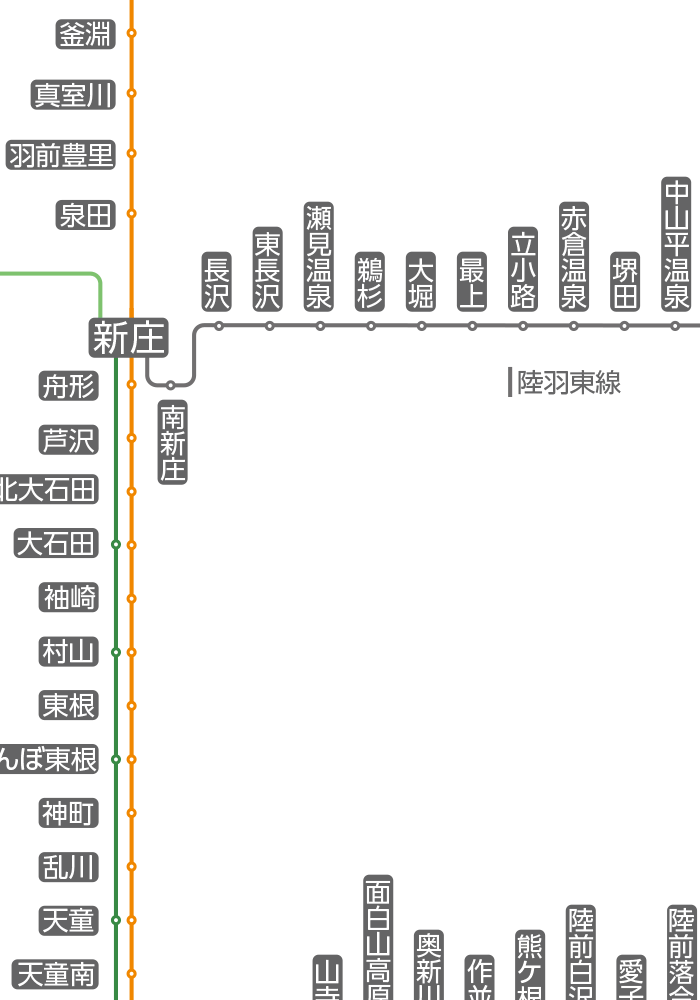 釜淵
真室川
羽前豊里
泉田
長沢
東長沢
瀬見温泉
鵜杉
大堀
最上
立小路
赤倉温泉
堺田
中山平温泉
新庄
陸羽東線
南新庄
舟形
芦沢
北大石田
大石田
袖崎
村山
東根
んぼ東根
神町
乱川
天童
天童南
山寺
面白山高原
奥新川
作並
熊ケ根
陸前白沢
愛子
陸前落合